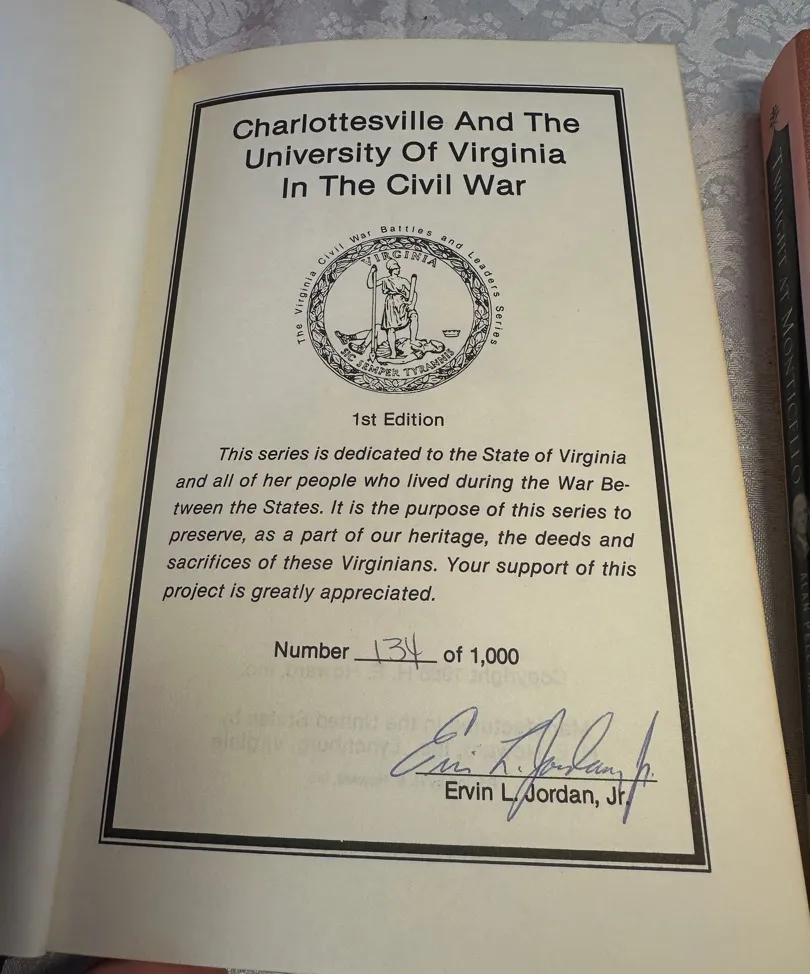 Charlottesville And The
University Of Virginia
In The Civil War
The Virginia Civil War Battles and Leaders Series
VIRGINIA
SIC SEMPER TYRANNIS
1st Edition
This series is dedicated to the State of Virginia
and all of her people who lived during the War Be-
tween the States. It is the purpose of this series to
preserve, as a part of our heritage, the deeds and
sacrifices of these Virginians. Your support of this
project is greatly appreciated.
Number 134 of 1,000
Ervin L. Jordan, Jr.
Ervin L. Jordan, Jr.
TWILIGHT AT MONTICELLO